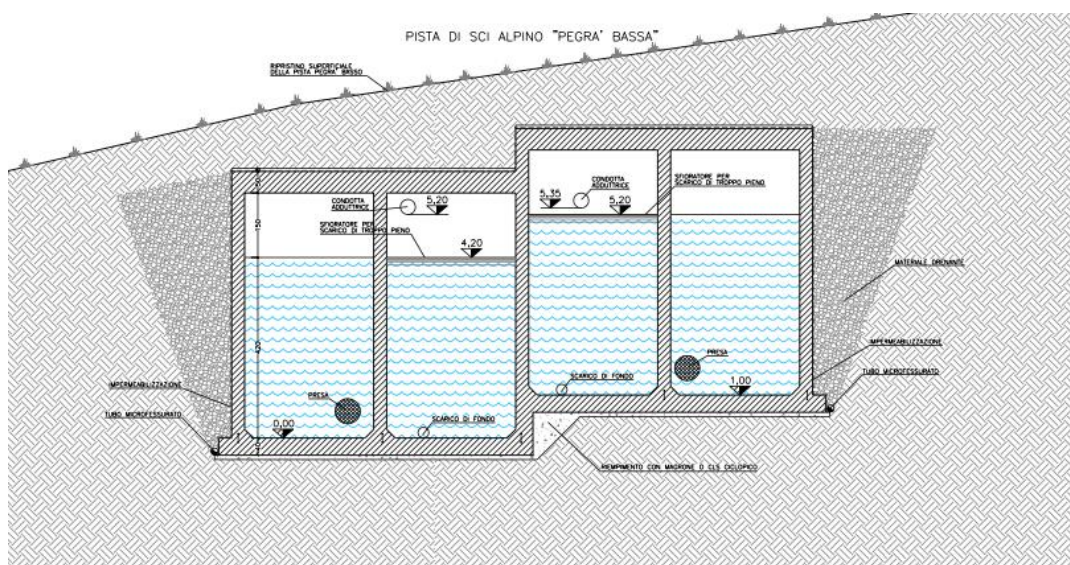 PISTA DI SCI ALPINO "PEGRA' BASSA"
RIPRISTINO SUPERFICIALE
DELLA PISTA PEGRA' BASSO
CONDOTTA
ADDUTTRICE
5,20
SFIORATORE PER
SCARICO DI TROPPO PIENO
4,20
CONDOTTA
ADDUTTRICE
5,35
5,20
SFIORATORE PER
SCARICO DI TROPPO PIENO
150
420
MATERIALE DRENANTE
IMPERMEABILIZZAZIONE
TUBO MICROFESSURATO
PRESA
SCARICO DI FONDO
1,00
IMPERMEABILIZZAZIONE
TUBO MICROFESSURATO
PRESA
0,00
SCARICO DI FONDO
RIEMPIMENTO CON MAGRONE O CLS CICLOPICO